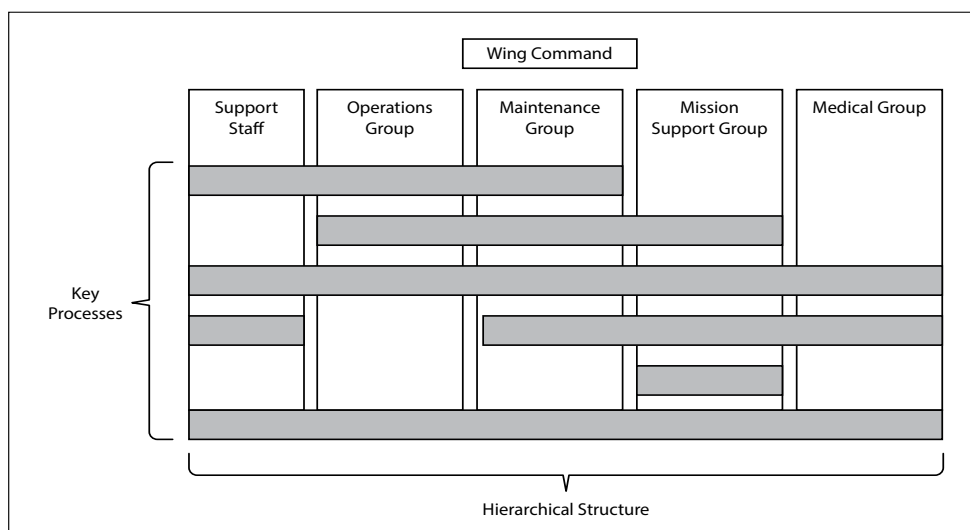 Wing Command
Support
Staff
Operations
Group
Maintenance
Group
Mission
Support Group
Medical Group
Key
Processes
Hierarchical Structure